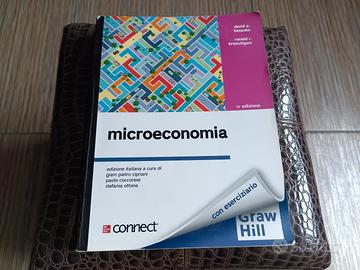 david a.
besanko
ronald r.
braeutigam
IV edizione
microeconomia
edizione italiana a cura di
giam pietro cipriani
paolo coccorese
stefania ottone
con eserciziario
connect
Graw
Hill